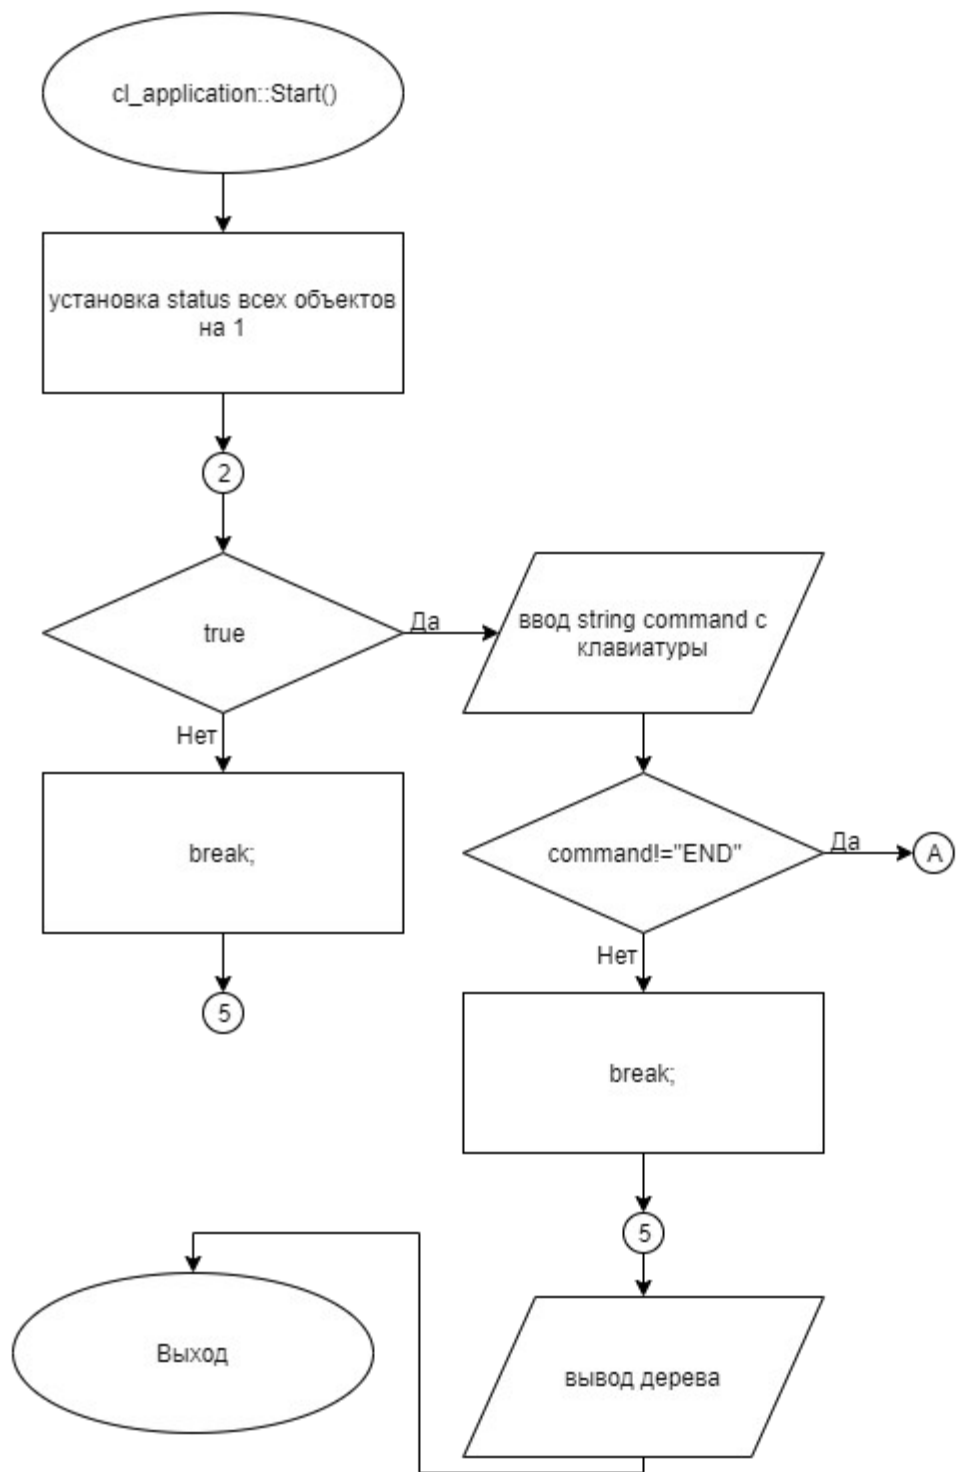 cl_application::Start()
установка status всех объектов
на 1
2
true
Да
ввод string command с
клавиатуры
Нет
break;
command!="END"
Да
A
5
Нет
break;
5
Выход
вывод дерева